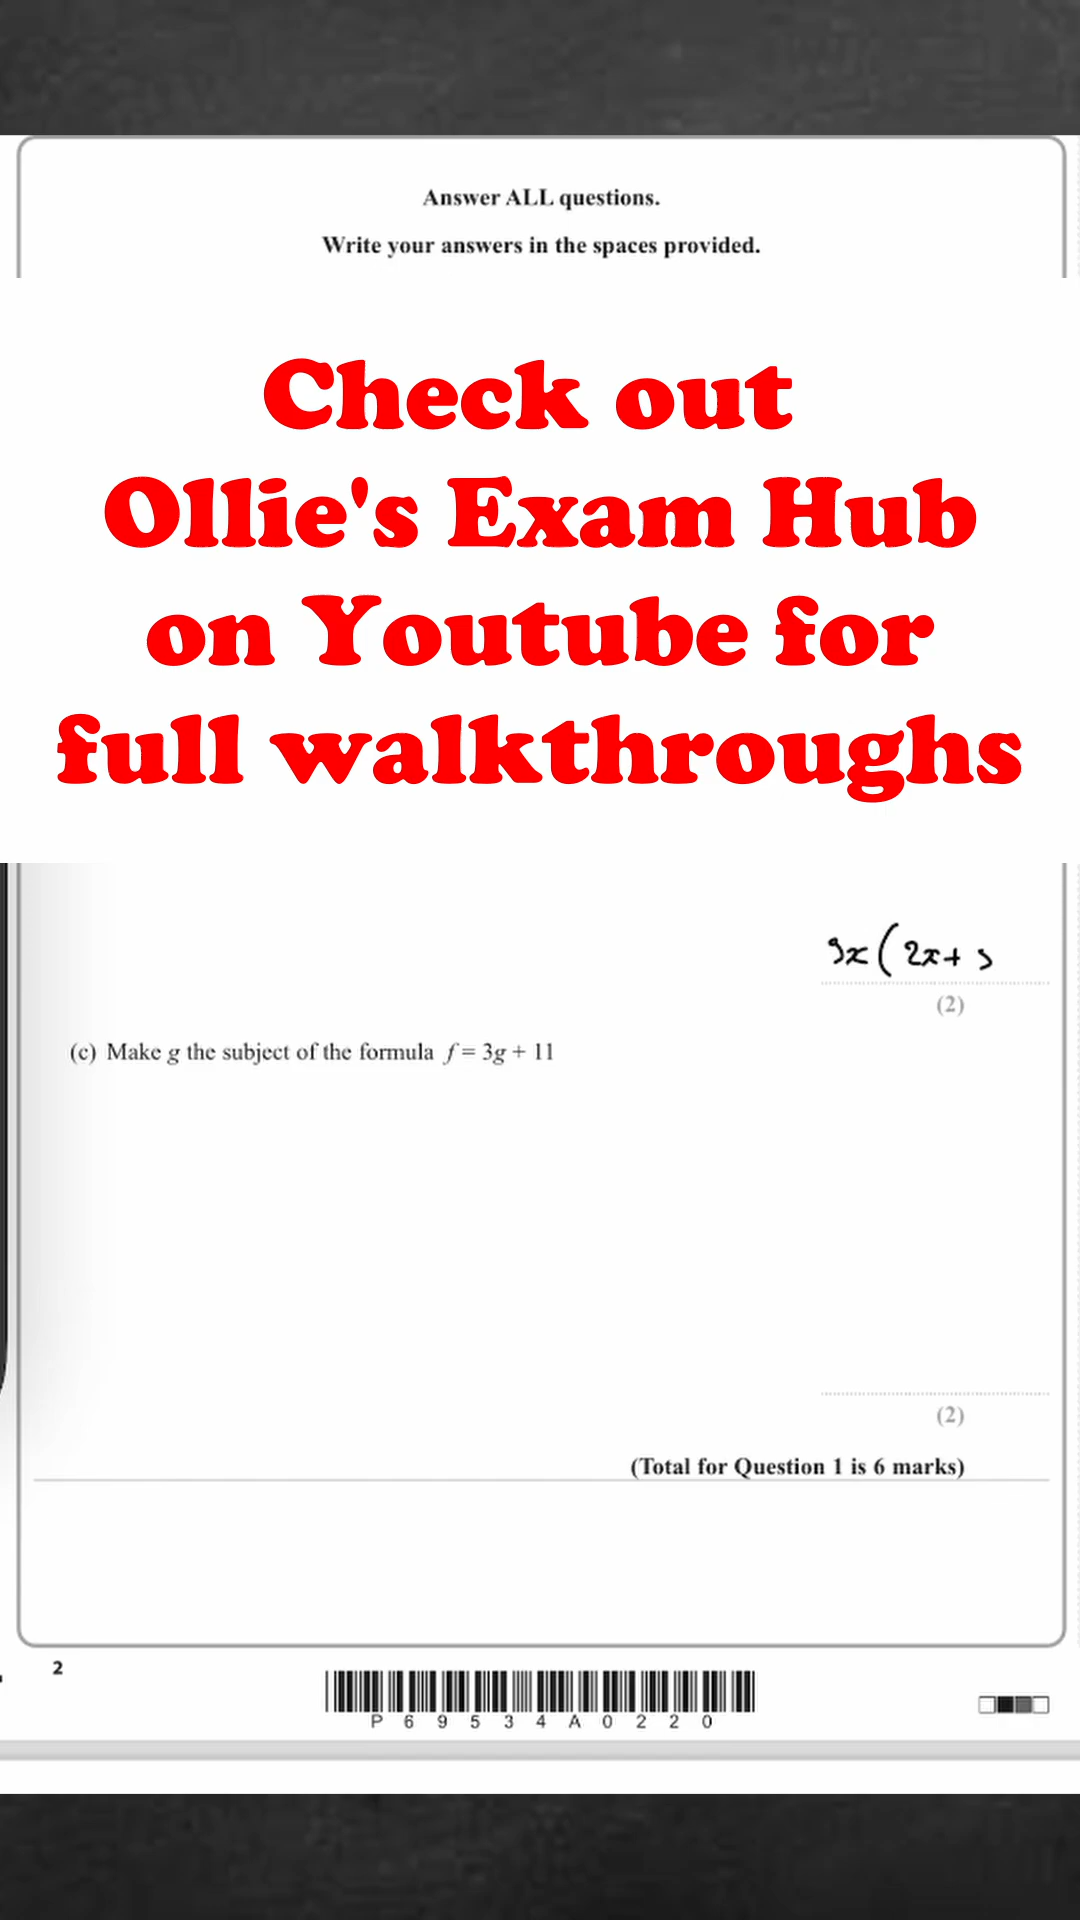 Answer ALL questions.
Write your answers in the spaces provided.
Check out
Ollie's Exam Hub
on Youtube for
full walkthroughs
(2x+
(2)
(c) Make g the subject of the formula f = 3g + 11
(2)
(Total for Question 1 is 6 marks)
2
P 6 9 5 3 4 A 0 2 2 0